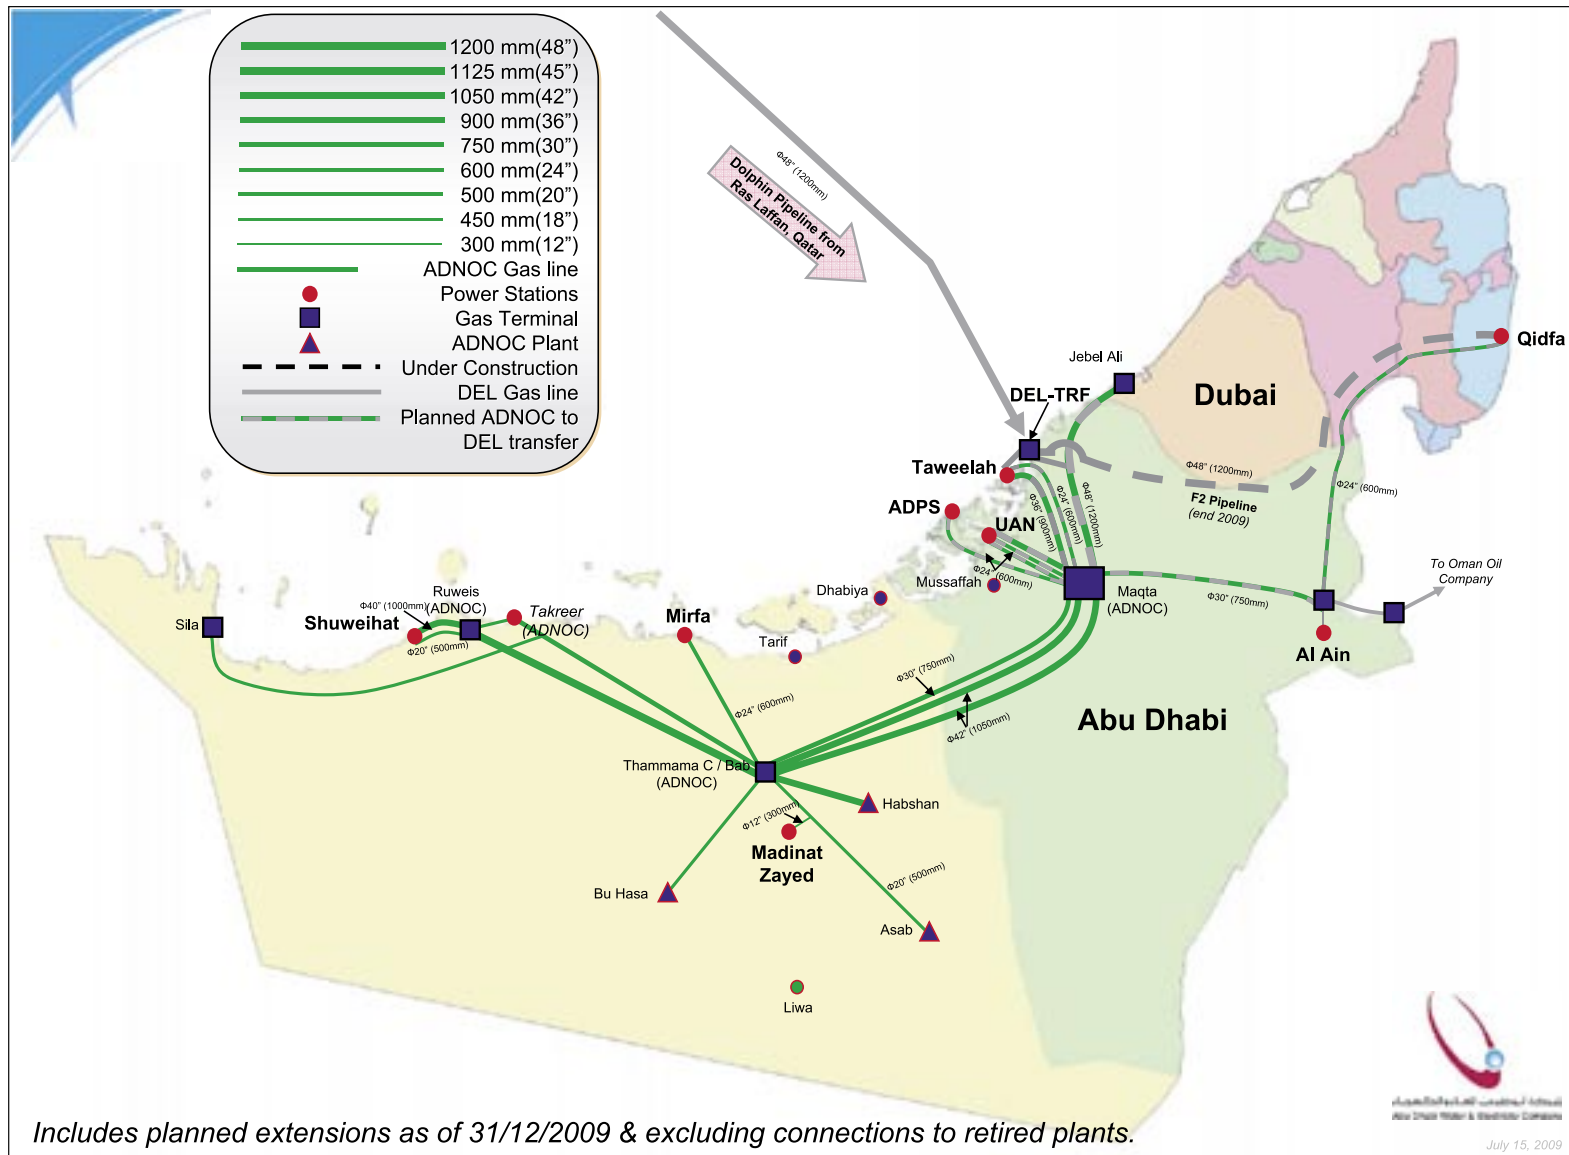 1200 mm(48”)
1125 mm(45”)
1050 mm(42”)
900 mm(36”)
750 mm(30”)
600 mm(24”)
500 mm(20”)
450 mm(18”)
300 mm(12”)
ADNOC Gas line
Power Stations
Gas Terminal
ADNOC Plant
Under Construction
DEL Gas line
Planned ADNOC to
DEL transfer
Φ48” (1200mm)
Dolphin Pipeline from
Ras Laffan, Qatar
Qidfa
Jebel Ali
Dubai
DEL-TRF
Taweelah
Φ48” (1200mm)
F2 Pipeline
(end 2009)
Φ24” (600mm)
ADPS
UAN
Φ36” (900mm)
Φ24” (600mm)
Φ48” (1200mm)
Φ24” (600mm)
Mussaffah
Dhabiya
Maqta
(ADNOC)
Φ30” (750mm)
To Oman Oil
Company
Al Ain
Sila
Φ40” (1000mm)
Ruweis
(ADNOC)
Shuweihat
Φ20” (500mm)
Takreer
(ADNOC)
Mirfa
Tarif
Φ24” (600mm)
Φ30” (750mm)
Φ42” (1050mm)
Abu Dhabi
Thammama C / Bab
(ADNOC)
Habshan
Φ12” (300mm)
Madinat
Zayed
Φ20” (500mm)
Bu Hasa
Asab
Liwa
Abu Dhabi Water & Electricity Company
Includes planned extensions as of 31/12/2009 & excluding connections to retired plants.
July 15, 2009